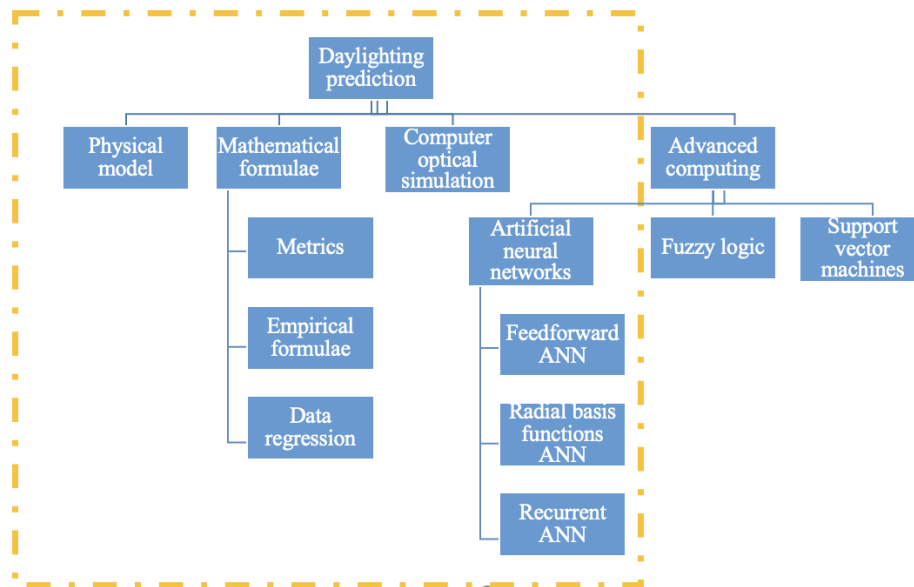 Daylighting
prediction
Physical
model
Mathematical
formulae
Computer
optical
simulation
Advanced
computing
Metrics
Empirical
formulae
Data
regression
Artificial
neural
networks
Fuzzy logic
Support
vector
machines
Feedforward
ANN
Radial basis
functions
ANN
Recurrent
ANN